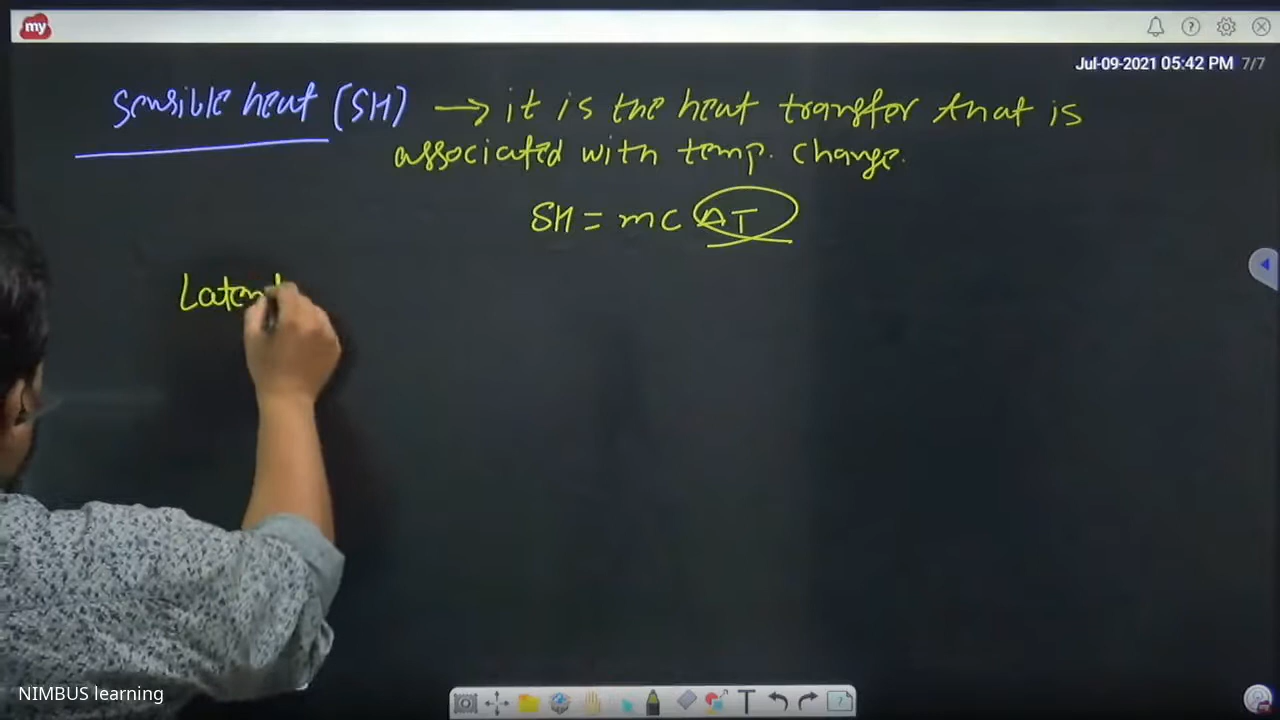 my
Jul-09-2021 05:42 PM 7/7
Sensible heat (SH) → it is the heat transfer that is
associated with temp. change.
SH = mc ΔT
Latent
NIMBUS learning